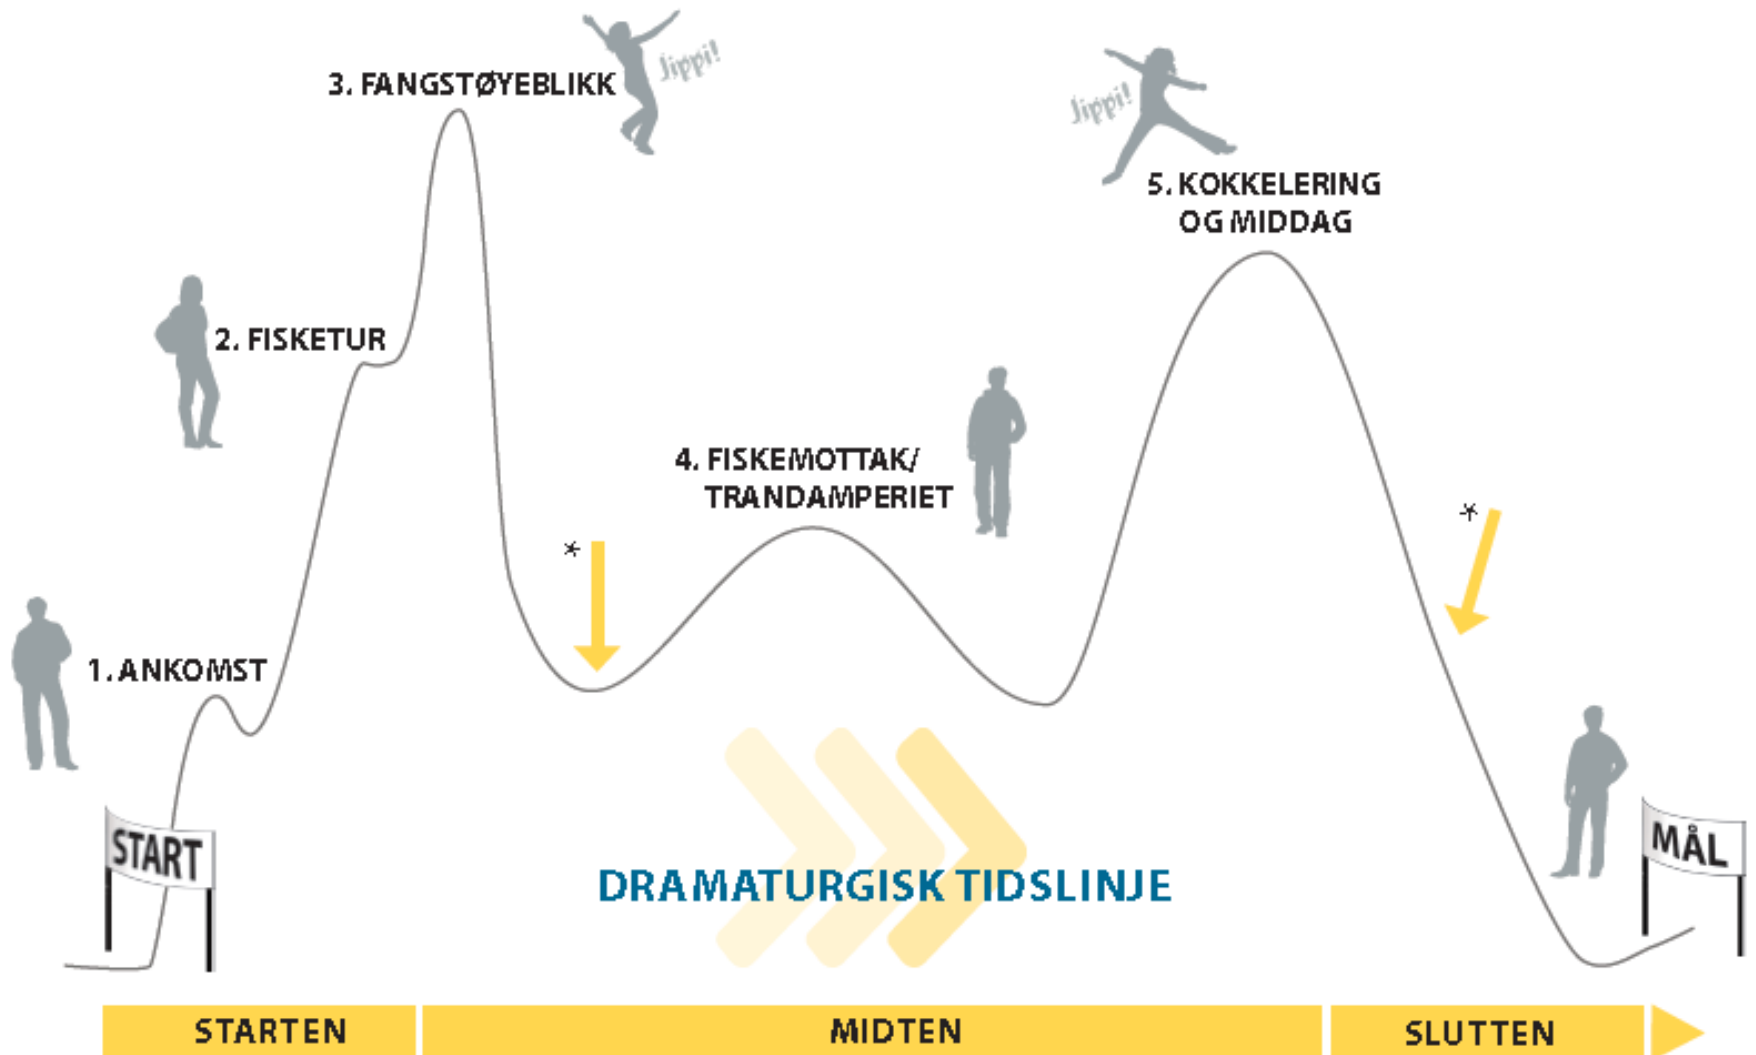 3. FANGSTØYEBLIKK
Jippi!
Jippi!
5. KOKKELERING
OG MIDDAG
2. FISKETUR
4. FISKEMOTTAK/
TRANDAMPERIET
*
*
1. ANKOMST
START
MÅL
DRAMATURGISK TIDSLINJE
STARTEN
MIDTEN
SLUTTEN